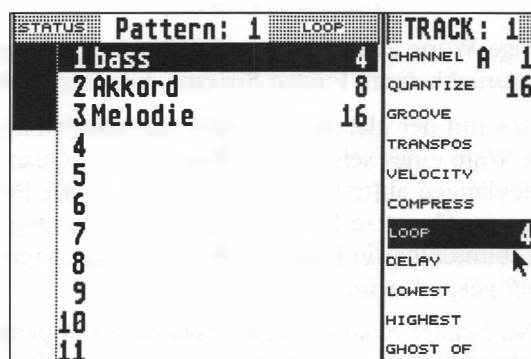 STATUS Pattern: 1 LOOP
1 bass 4
2 Akkord 8
3 Melodie 16
4
5
6
7
8
9
10
11
TRACK: 1
CHANNEL A 1
QUANTIZE 16
GROOVE
TRANSPOS
VELOCITY
COMPRESS
LOOP 4
DELAY
LOWEST
HIGHEST
GHOST OF